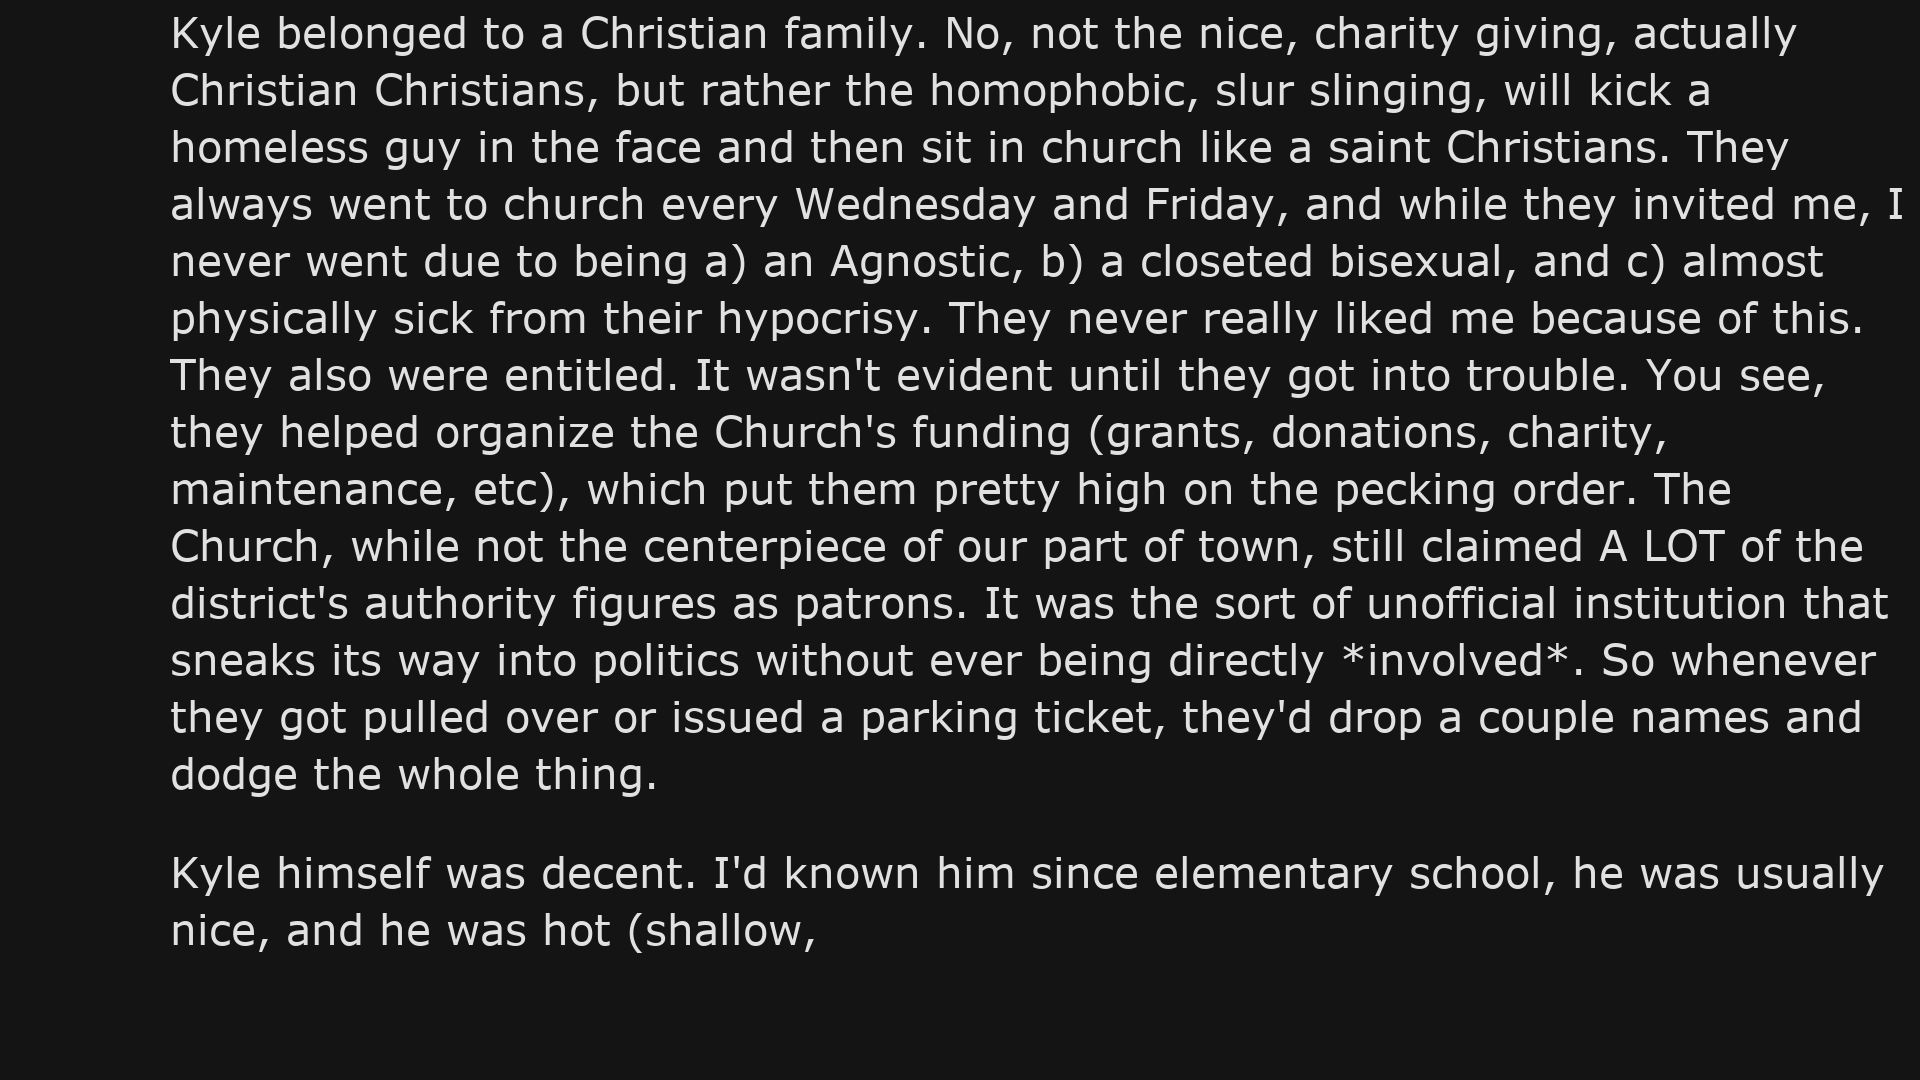 Kyle belonged to a Christian family. No, not the nice, charity giving, actually
Christian Christians, but rather the homophobic, slur slinging, will kick a
homeless guy in the face and then sit in church like a saint Christians. They
always went to church every Wednesday and Friday, and while they invited me, I
never went due to being a) an Agnostic, b) a closeted bisexual, and c) almost
physically sick from their hypocrisy. They never really liked me because of this.
They also were entitled. It wasn't evident until they got into trouble. You see,
they helped organize the Church's funding (grants, donations, charity,
maintenance, etc), which put them pretty high on the pecking order. The
Church, while not the centerpiece of our part of town, still claimed A LOT of the
district's authority figures as patrons. It was the sort of unofficial institution that
sneaks its way into politics without ever being directly *involved*. So whenever
they got pulled over or issued a parking ticket, they'd drop a couple names and
dodge the whole thing.
Kyle himself was decent. I'd known him since elementary school, he was usually
nice, and he was hot (shallow,